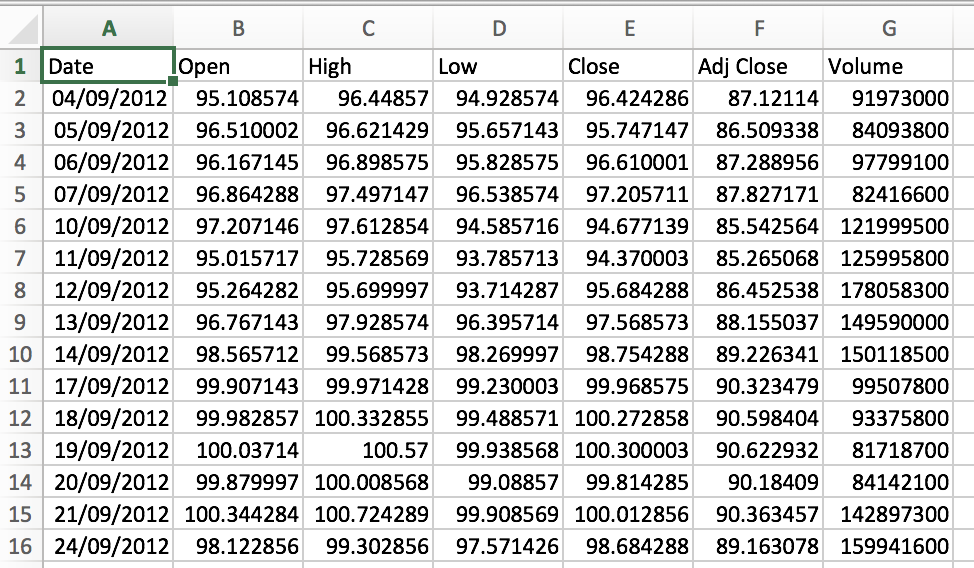 A B C D E F G
1 Date Open High Low Close Adj Close Volume
2 04/09/2012 95.108574 96.44857 94.928574 96.424286 87.12114 91973000
3 05/09/2012 96.510002 96.621429 95.657143 95.747147 86.509338 84093800
4 06/09/2012 96.167145 96.898575 95.828575 96.610001 87.288956 97799100
5 07/09/2012 96.864288 97.497147 96.538574 97.205711 87.827171 82416600
6 10/09/2012 97.207146 97.612854 94.585716 94.677139 85.542564 121999500
7 11/09/2012 95.015717 95.728569 93.785713 94.370003 85.265068 125995800
8 12/09/2012 95.264282 95.699997 93.714287 95.684288 86.452538 178058300
9 13/09/2012 96.767143 97.928574 96.395714 97.568573 88.155037 149590000
10 14/09/2012 98.565712 99.568573 98.269997 98.754288 89.226341 150118500
11 17/09/2012 99.907143 99.971428 99.230003 99.968575 90.323479 99507800
12 18/09/2012 99.982857 100.332855 99.488571 100.272858 90.598404 93375800
13 19/09/2012 100.03714 100.57 99.938568 100.300003 90.622932 81718700
14 20/09/2012 99.879997 100.008568 99.08857 99.814285 90.18409 84142100
15 21/09/2012 100.344284 100.724289 99.908569 100.012856 90.363457 142897300
16 24/09/2012 98.122856 99.302856 97.571426 98.684288 89.163078 159941600